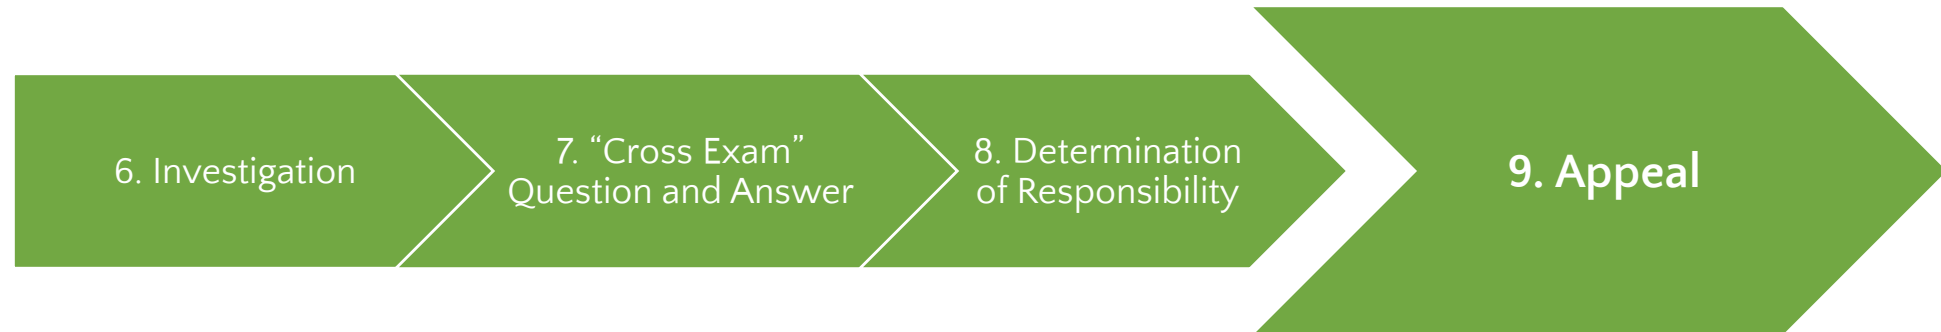 6. Investigation
7. “Cross Exam”
Question and Answer
8. Determination
of Responsibility
9. Appeal